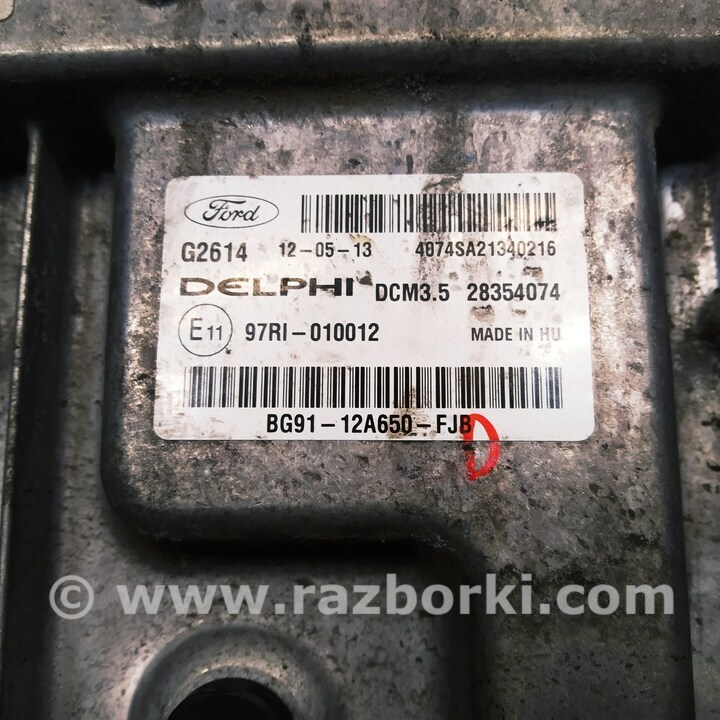 Ford
G2614 12-05-13 4874SA21340216
DELPHI DCM3.5 28354074
E11 97RI-010012 MADE IN HU
BG91-12A650-FJB
D
© www.razborki.com